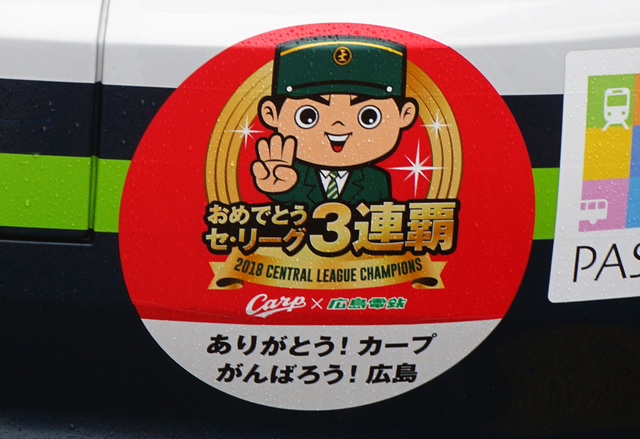 おめでとう
セ・リーグ3連覇
2018 CENTRAL LEAGUE CHAMPIONS
Carp × 広島電鉄
ありがとう！カープ
がんばろう！広島
PAS